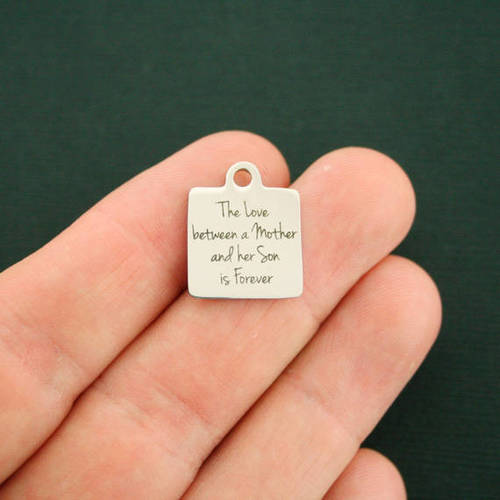 The Love
between a Mother
and her Son
is Forever